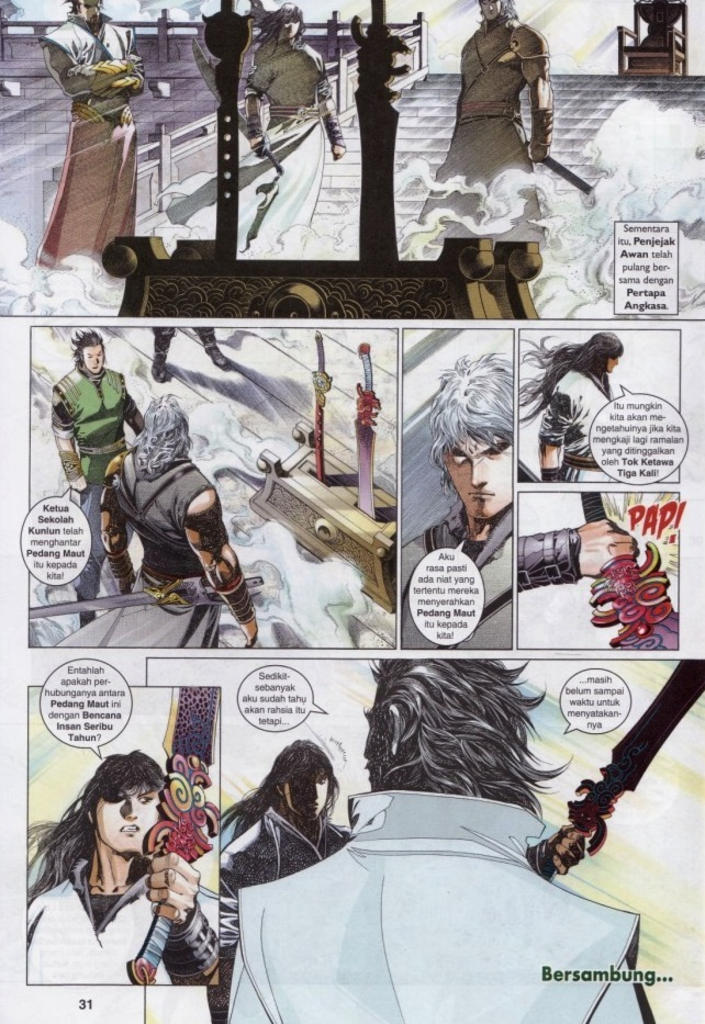 Sementara
itu, Penjejak
Awan telah
pulang ber-
sama dengan
Pertapa
Angkasa.
Ketua
Sekolah
Kunlun telah
menghantar
Pedang Maut
itu kepada
kita!
Aku
rasa pasti
ada niat yang
tertentu mereka
menyerahkan
Pedang Maut
itu kepada
kita!
Itu mungkin
kita akan me-
ngetahuinya jika kita
mengkaji lagi ramalan
yang ditinggalkan
oleh Tok Ketawa
Tiga Kali!
PAP!
Entahlah
apakah per-
hubungannya antara
Pedang Maut ini
dengan Bencana
Insan Seribu
Tahun?
Sedikit-
sebanyak
aku sudah tahu
akan rahsia itu
tetapi...
...masih
belum sampai
waktu untuk
menyatakan-
nya!
Bersambung...
31